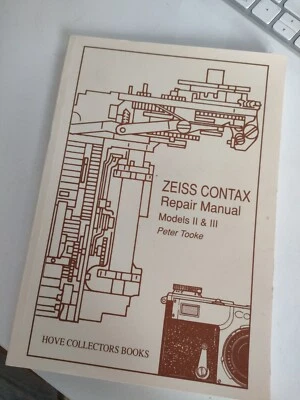 ZEISS CONTAX
Repair Manual
Models II & III
Peter Tooke
HOVE COLLECTORS BOOKS